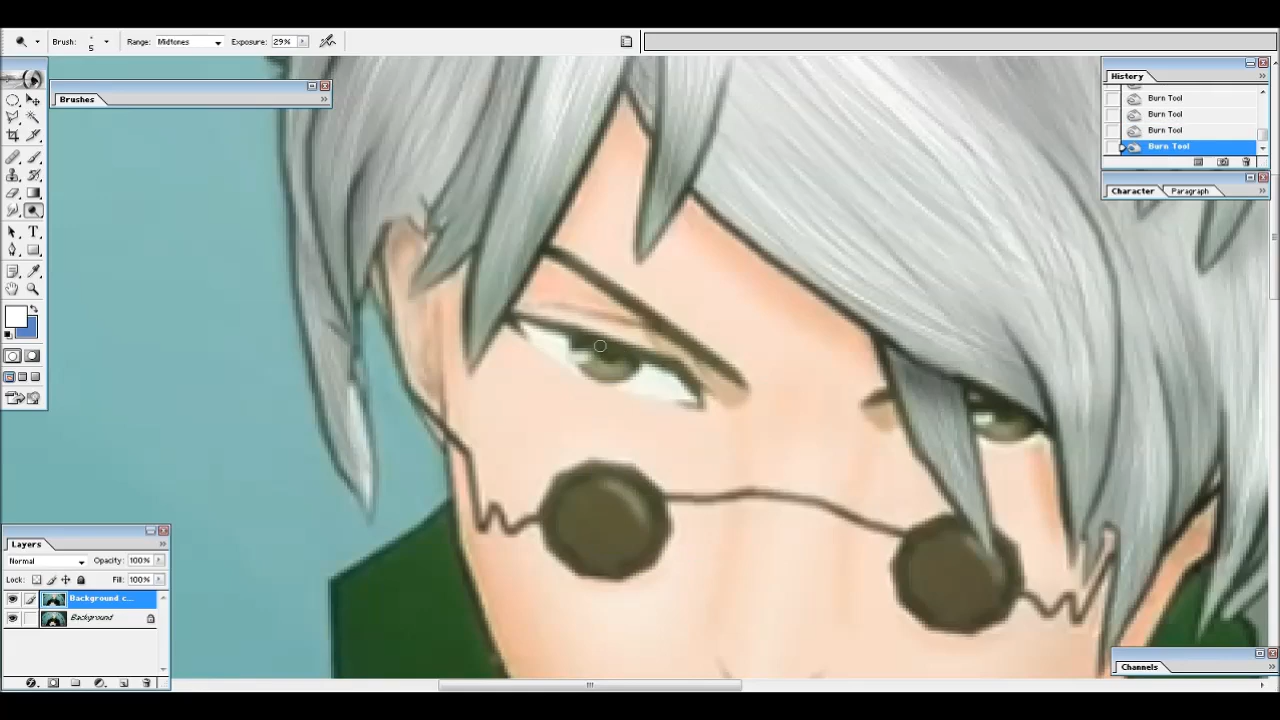 Brush: 5 Range: Midtones Exposure: 29%
Brushes
History
Burn Tool
Burn Tool
Burn Tool
Burn Tool
Character Paragraph
Layers
Normal Opacity: 100%
Lock: Fill: 100%
Background c...
Background
Channels